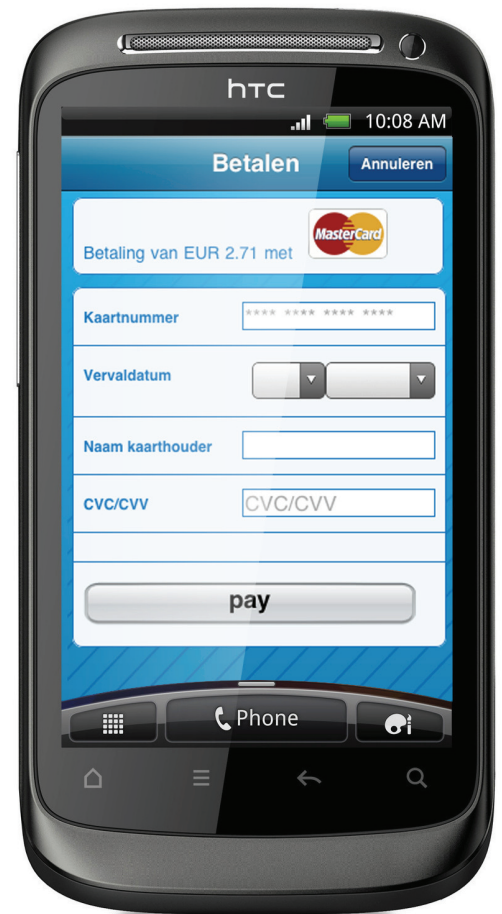 hTC
10:08 AM
Betalen
Annuleren
Betaling van EUR 2.71 met
MasterCard
Kaartnummer
**** **** **** ****
Vervaldatum
Naam kaarthouder
CVC/CVV
CVC/CVV
pay
Phone